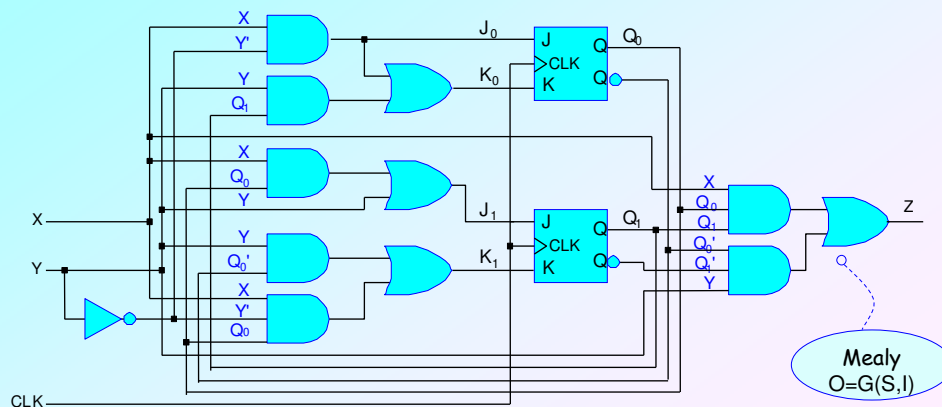 X
Y'
Y
Q₁
J₀
K₀
J
Q
CLK
Q
K
Q₀
X
Q₀
Y
Y
Q₀'
X
Y'
Q₀
J₁
K₁
J
Q
CLK
Q
K
Q₁
X
Q₀
Q₁
Q₀'
Q₁'
Y
Z
X
Y
CLK
Mealy
O=G(S,I)